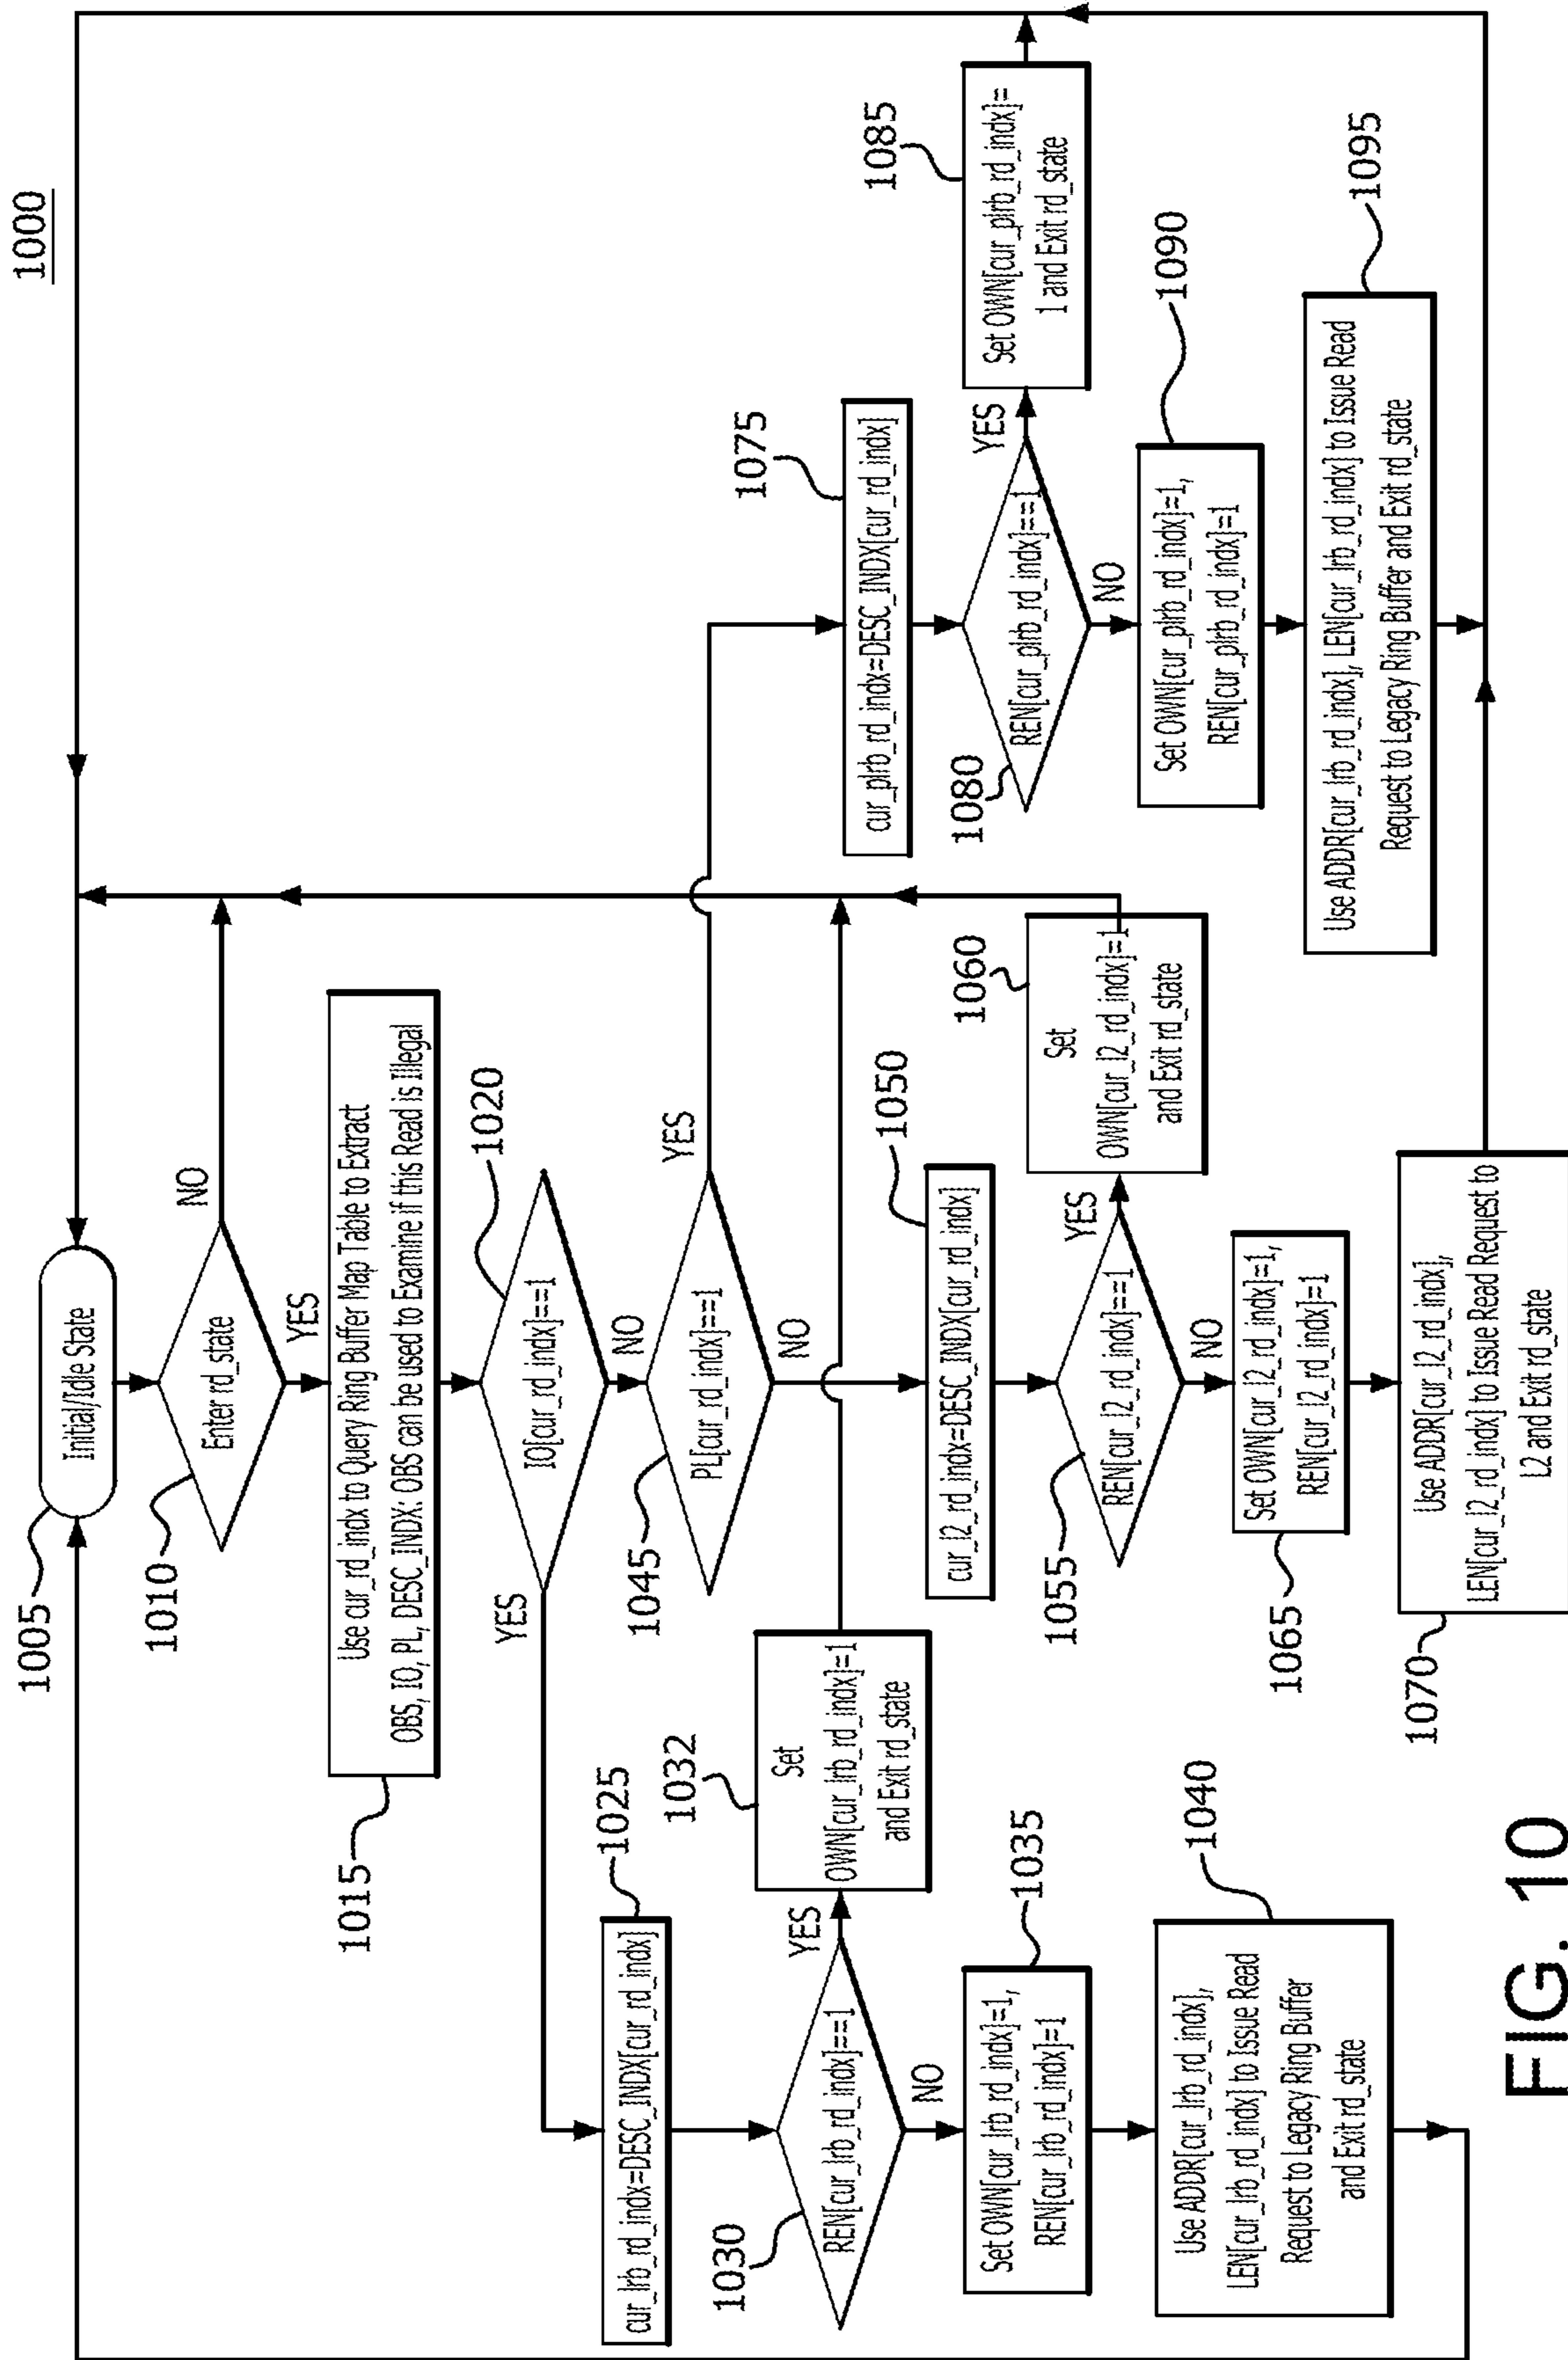 1000
Initial/Idle State
1005
Enter rd_state
1010
NO
YES
Use cur_rd_indx to Query Ring Buffer Map Table to Extract
OBS, IO, PL, DESC_INDX: OBS can be used to Examine if this Read is Illegal
1015
IO[cur_rd_indx]==1
1020
YES
NO
cur_lrb_rd_indx=DESC_INDX[cur_rd_indx]
1025
REN[cur_lrb_rd_indx]==1
1030
YES
NO
Set
OWN[cur_lrb_rd_indx]=1
and Exit rd_state
1032
Set OWN[cur_lrb_rd_indx]=1,
REN[cur_lrb_rd_indx]=1
1035
Use ADDR[cur_lrb_rd_indx],
LEN[cur_lrb_rd_indx] to Issue Read
Request to Legacy Ring Buffer
and Exit rd_state
1040
PL[cur_rd_indx]==1
1045
YES
NO
cur_l2_rd_indx=DESC_INDX[cur_rd_indx]
1050
REN[cur_l2_rd_indx]==1
1055
YES
NO
Set
OWN[cur_l2_rd_indx]=1
and Exit rd_state
1060
Set OWN[cur_l2_rd_indx]=1,
REN[cur_l2_rd_indx]=1
1065
Use ADDR[cur_l2_rd_indx],
LEN[cur_l2_rd_indx] to Issue Read Request to
L2 and Exit rd_state
1070
cur_plrb_rd_indx=DESC_INDX[cur_rd_indx]
1075
REN[cur_plrb_rd_indx]==1
1080
YES
NO
Set OWN[cur_plrb_rd_indx]=
1 and Exit rd_state
1085
Set OWN[cur_plrb_rd_indx]=1,
REN[cur_plrb_rd_indx]=1
1090
Use ADDR[cur_lrb_rd_indx], LEN[cur_lrb_rd_indx] to Issue Read
Request to Legacy Ring Buffer and Exit rd_state
1095
FIG. 10